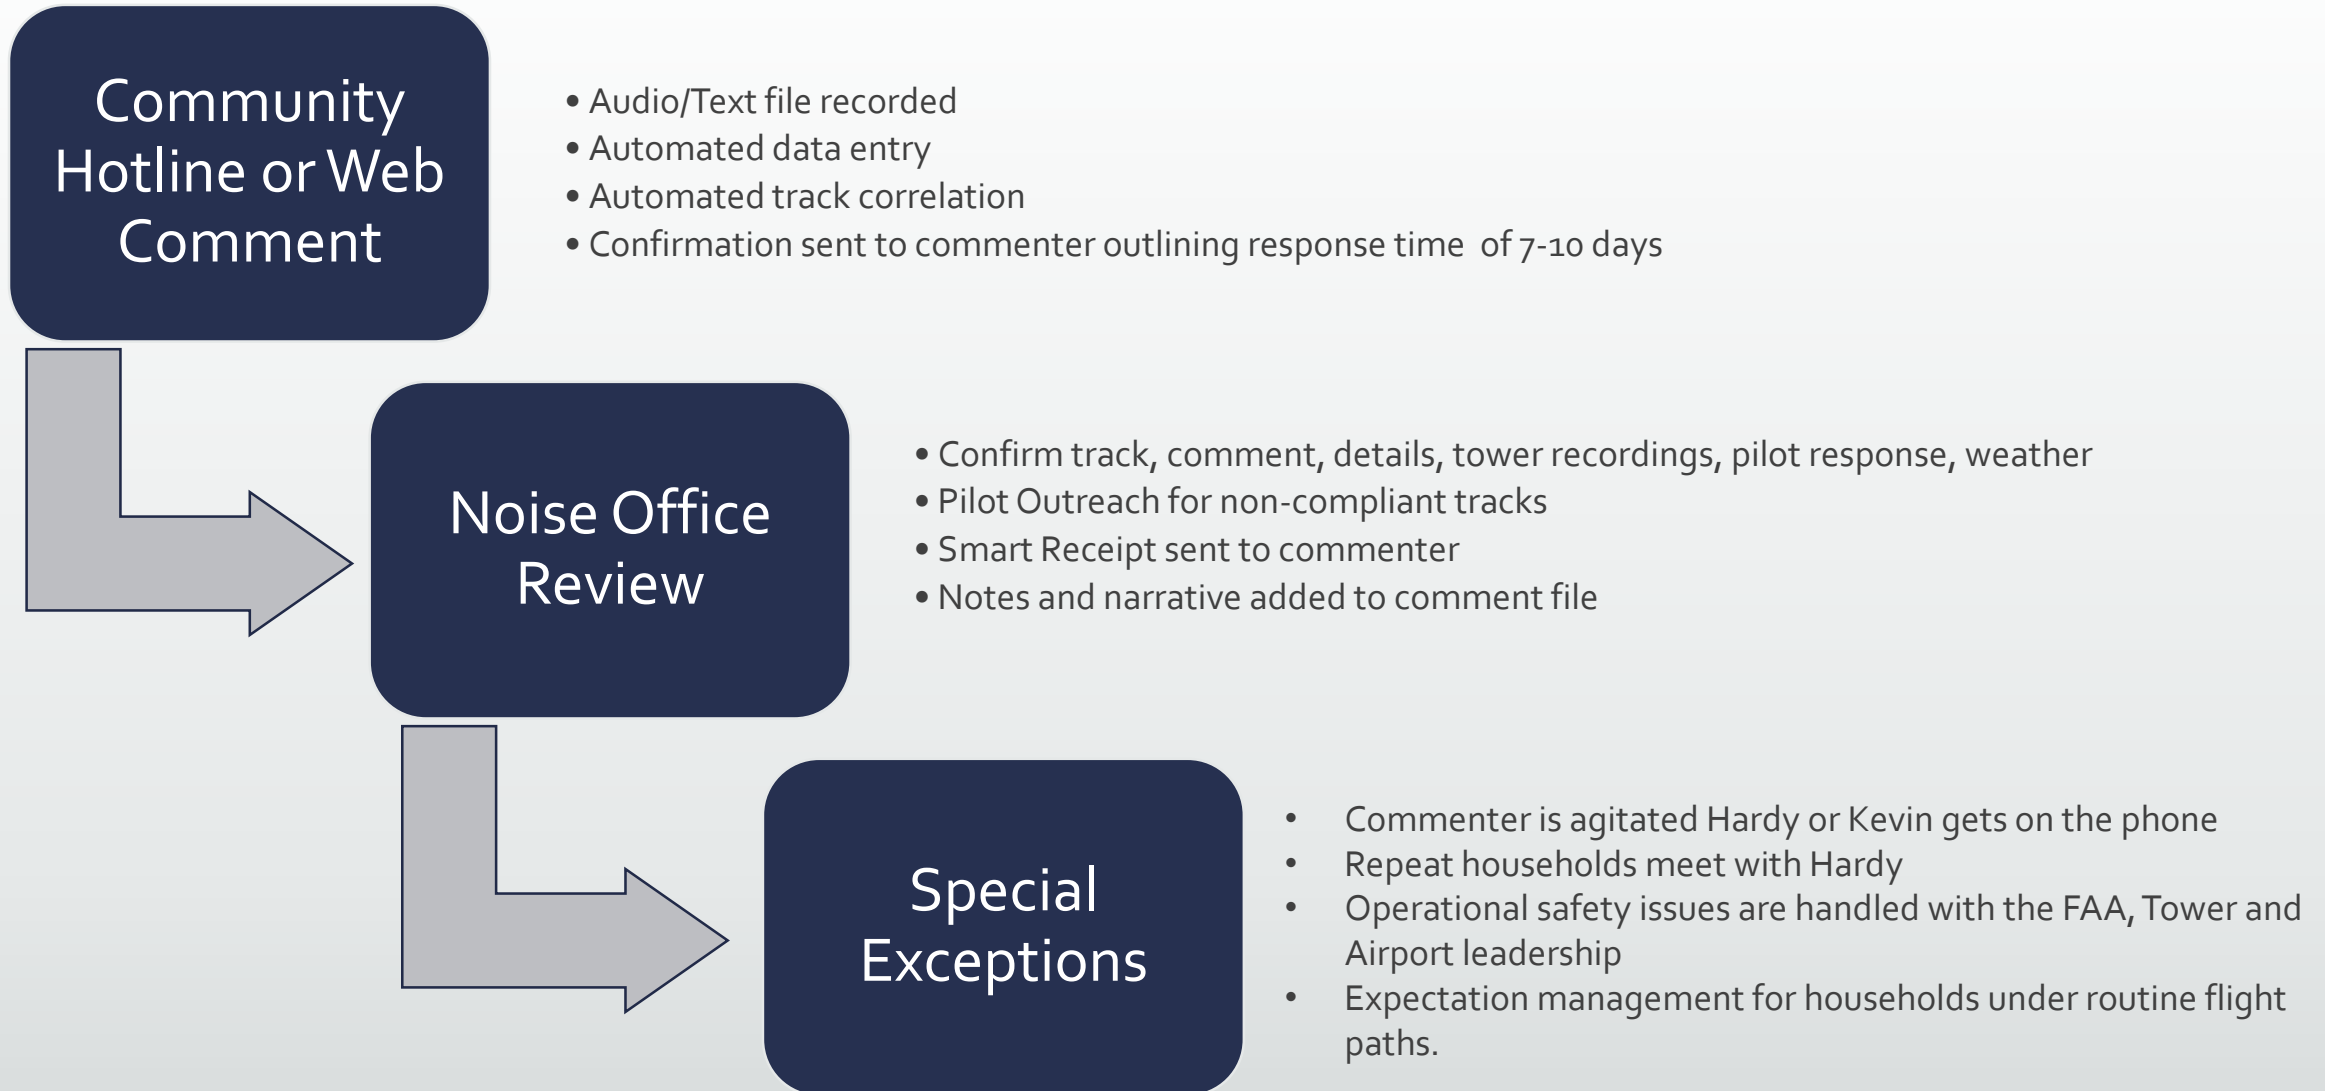 Community
Hotline or Web
Comment
• Audio/Text file recorded
• Automated data entry
• Automated track correlation
• Confirmation sent to commenter outlining response time  of 7-10 days
Noise Office
Review
• Confirm track, comment, details, tower recordings, pilot response, weather
• Pilot Outreach for non-compliant tracks
• Smart Receipt sent to commenter
• Notes and narrative added to comment file
Special
Exceptions
• Commenter is agitated Hardy or Kevin gets on the phone
• Repeat households meet with Hardy
• Operational safety issues are handled with the FAA, Tower and
Airport leadership
• Expectation management for households under routine flight
paths.